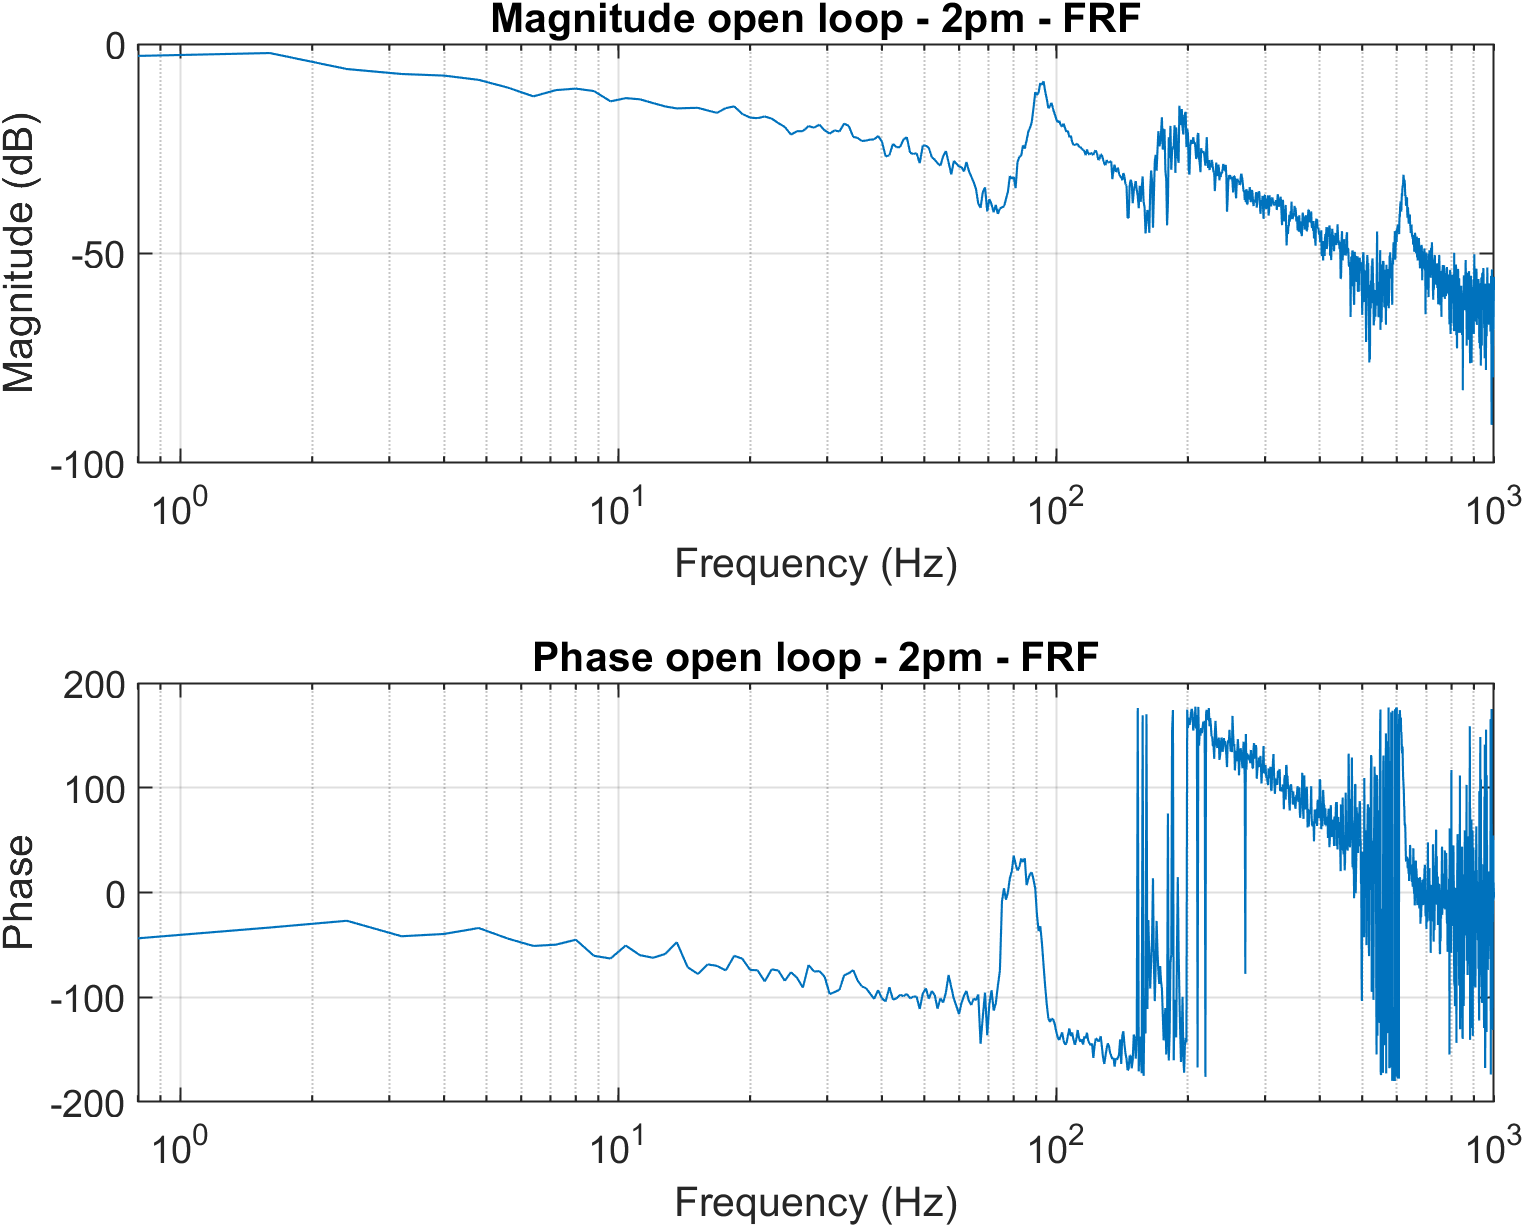 Magnitude open loop - 2pm - FRF
Magnitude (dB)
0
-50
-100
10^0 10^1 10^2 10^3
Frequency (Hz)
Phase open loop - 2pm - FRF
Phase
200
100
0
-100
-200
10^0 10^1 10^2 10^3
Frequency (Hz)